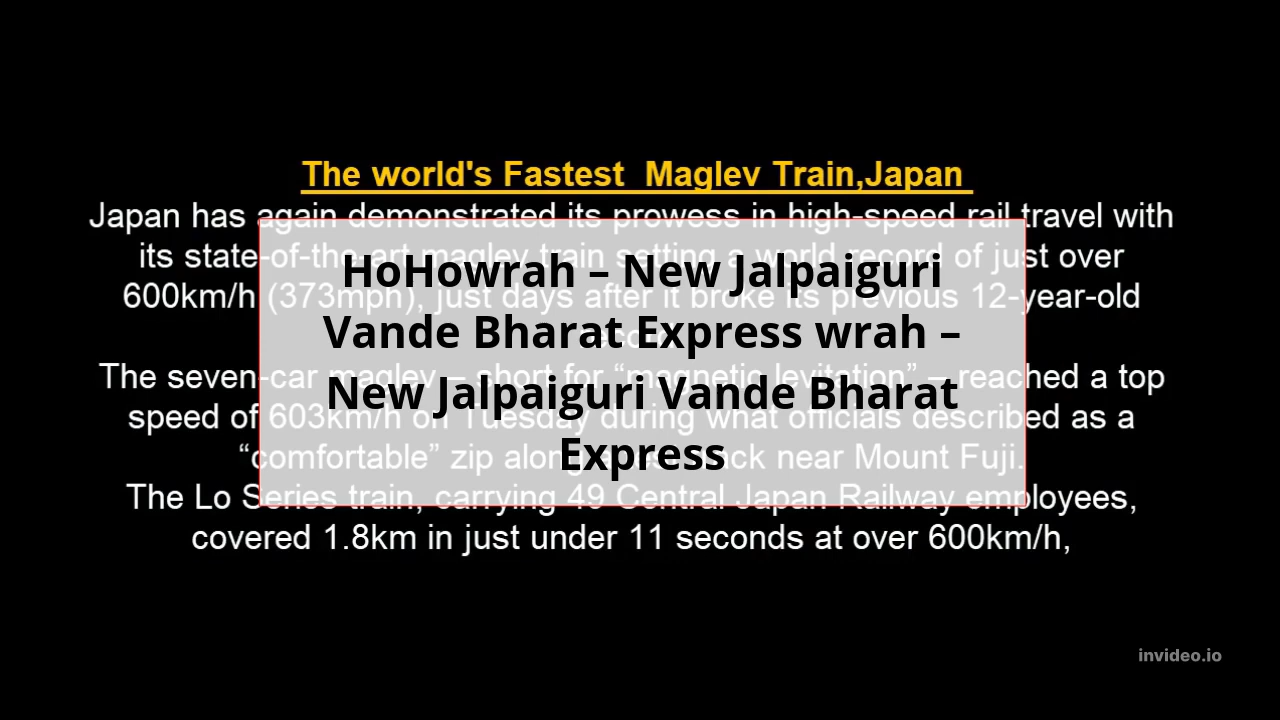 The world's Fastest  Maglev Train,Japan
Japan has again demonstrated its prowess in high-speed rail travel with
its state-of-the-art maglev train setting a world record of just over
600km/h (373mph), just days after it broke its previous 12-year-old
record.
The seven-car maglev – short for “magnetic levitation” – reached a top
speed of 603km/h on Tuesday during what officials described as a
“comfortable” zip along near Mount Fuji.
The Lo Series train, carrying 49 Central Japan Railway employees,
covered 1.8km in just under 11 seconds at over 600km/h,
HoHowrah – New Jalpaiguri
Vande Bharat Express wrah –
New Jalpaiguri Vande Bharat
Express
invideo.io